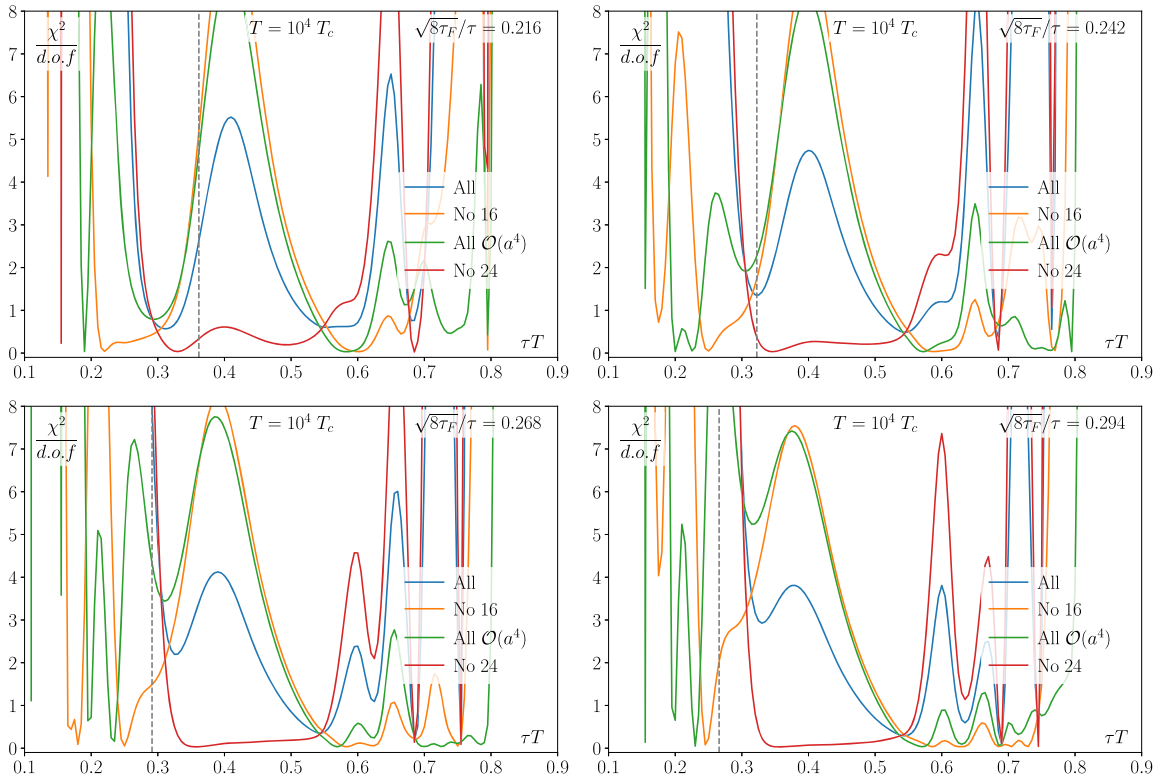 χ²/d.o.f
T = 10⁴ T_c
√8τ_F/τ = 0.216
8
7
6
5
4
3
2
1
0
All
No 16
All 𝒪(a⁴)
No 24
τT
0.1 0.2 0.3 0.4 0.5 0.6 0.7 0.8 0.9
χ²/d.o.f
T = 10⁴ T_c
√8τ_F/τ = 0.242
8
7
6
5
4
3
2
1
0
All
No 16
All 𝒪(a⁴)
No 24
τT
0.1 0.2 0.3 0.4 0.5 0.6 0.7 0.8 0.9
χ²/d.o.f
T = 10⁴ T_c
√8τ_F/τ = 0.268
8
7
6
5
4
3
2
1
0
All
No 16
All 𝒪(a⁴)
No 24
τT
0.1 0.2 0.3 0.4 0.5 0.6 0.7 0.8 0.9
χ²/d.o.f
T = 10⁴ T_c
√8τ_F/τ = 0.294
8
7
6
5
4
3
2
1
0
All
No 16
All 𝒪(a⁴)
No 24
τT
0.1 0.2 0.3 0.4 0.5 0.6 0.7 0.8 0.9